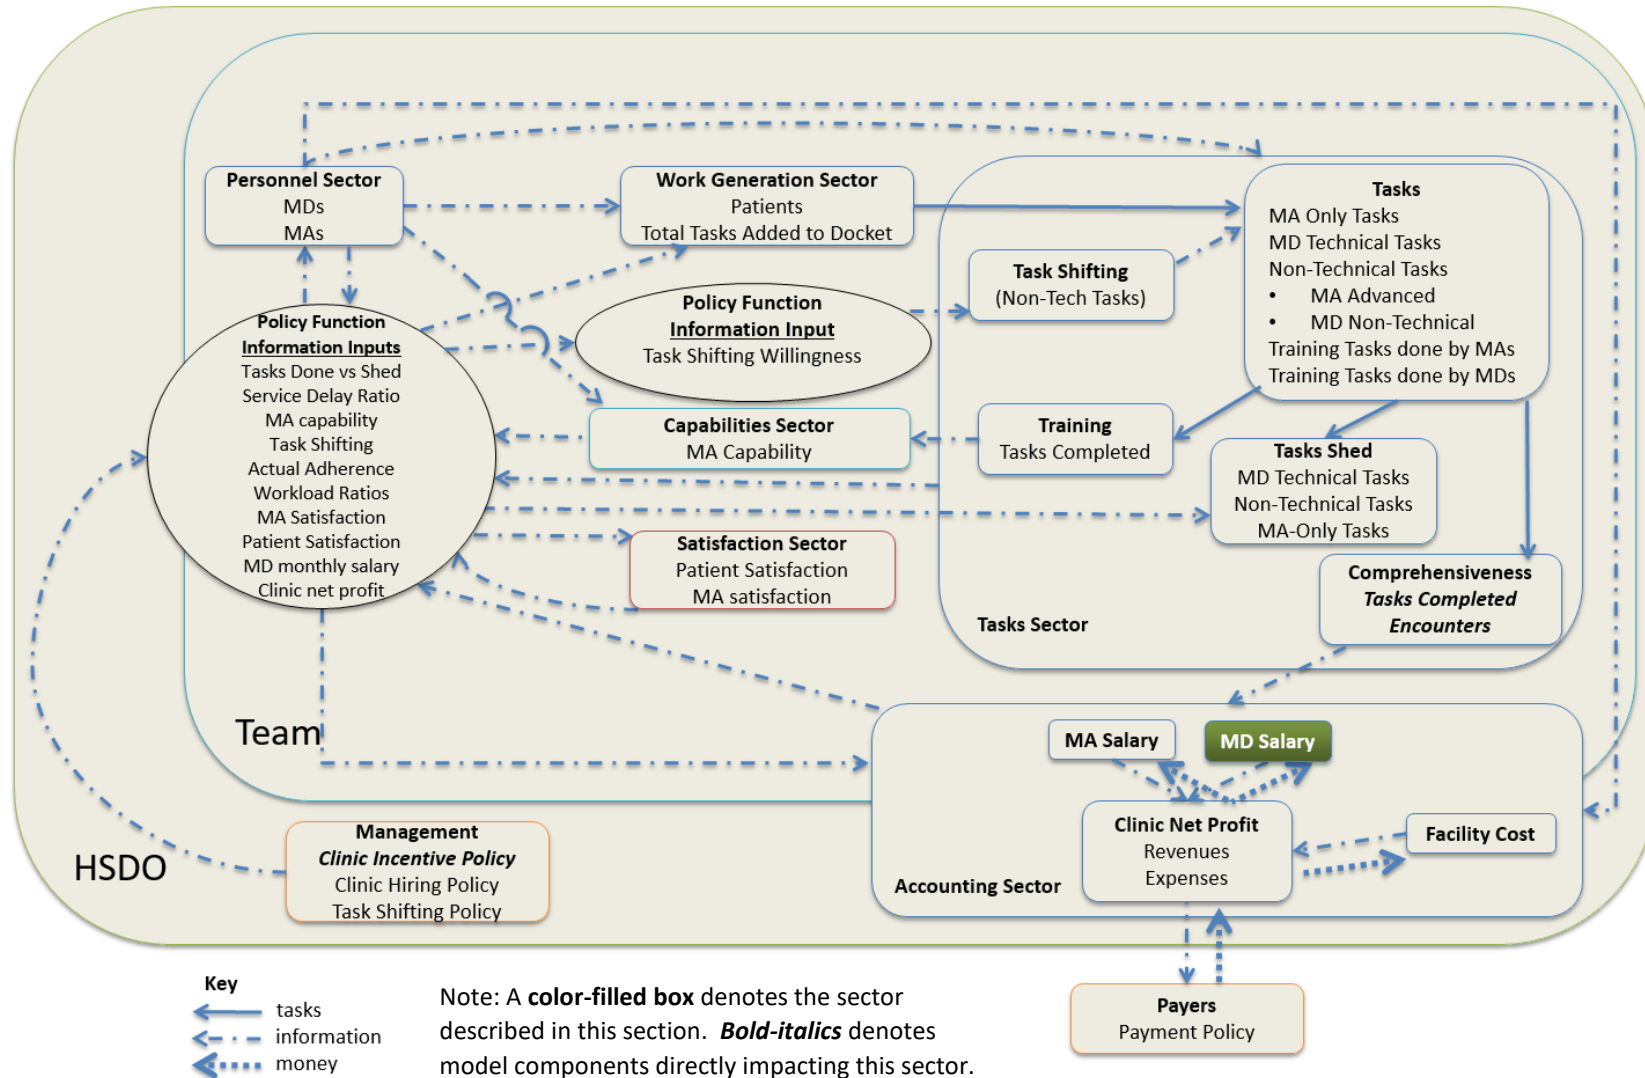 Personnel Sector
MDs
MAs
Work Generation Sector
Patients
Total Tasks Added to Docket
Tasks
MA Only Tasks
MD Technical Tasks
Non-Technical Tasks
• MA Advanced
• MD Non-Technical
Training Tasks done by MAs
Training Tasks done by MDs
Task Shifting
(Non-Tech Tasks)
Policy Function
Information Input
Task Shifting Willingness
Policy Function
Information Inputs
Tasks Done vs Shed
Service Delay Ratio
MA capability
Task Shifting
Actual Adherence
Workload Ratios
MA Satisfaction
Patient Satisfaction
MD monthly salary
Clinic net profit
Capabilities Sector
MA Capability
Training
Tasks Completed
Tasks Shed
MD Technical Tasks
Non-Technical Tasks
MA-Only Tasks
Satisfaction Sector
Patient Satisfaction
MA satisfaction
Comprehensiveness
Tasks Completed
Encounters
Tasks Sector
Team
MA Salary
MD Salary
Clinic Net Profit
Revenues
Expenses
Facility Cost
Accounting Sector
Management
Clinic Incentive Policy
Clinic Hiring Policy
Task Shifting Policy
HSDO
Payers
Payment Policy
Key
tasks
information
money
Note: A color-filled box denotes the sector
described in this section. Bold-italics denotes
model components directly impacting this sector.